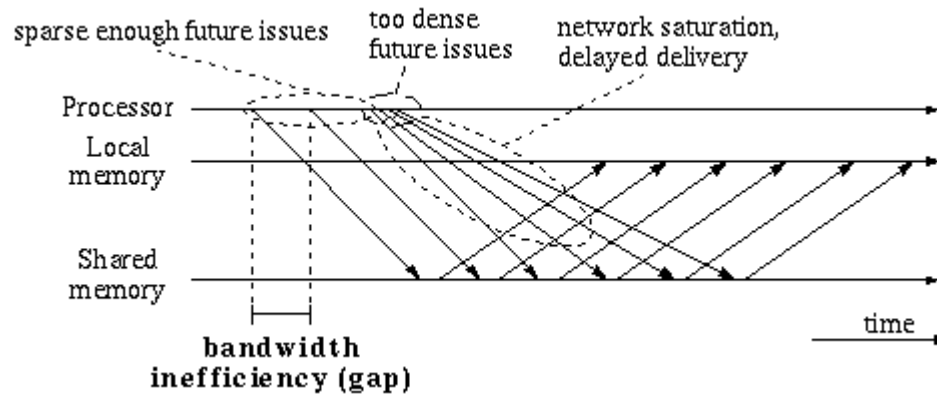 sparse enough future issues
too dense
future issues
network saturation,
delayed delivery
Processor
Local
memory
Shared
memory
time
bandwidth
inefficiency (gap)